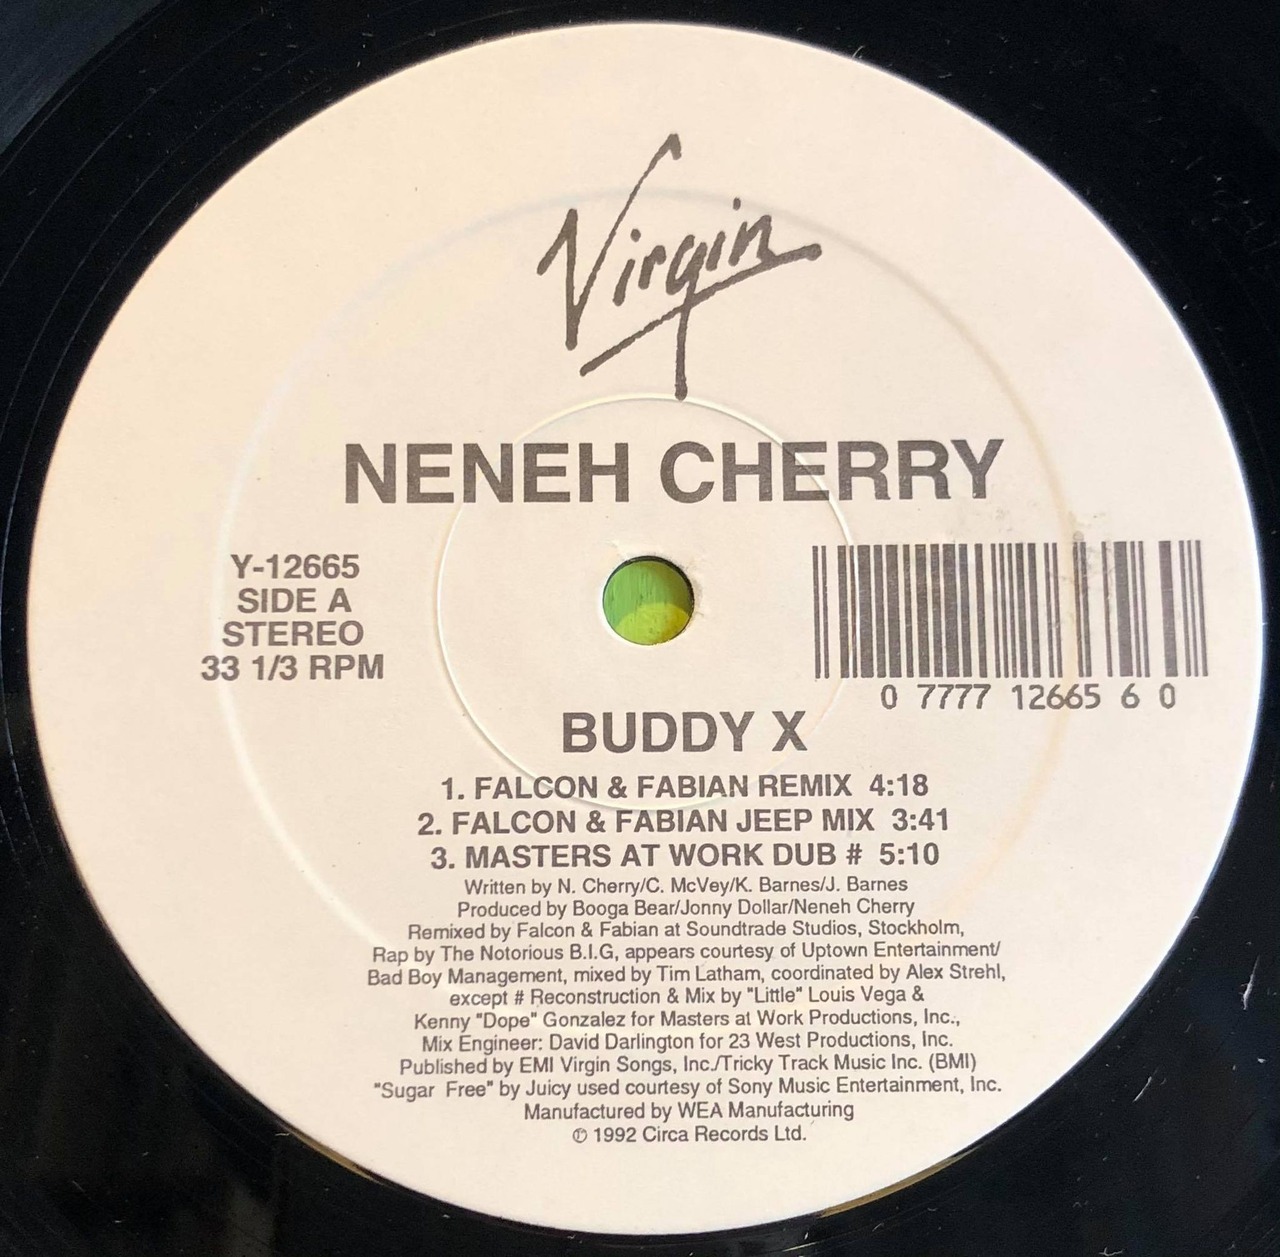 Virgin
NENEH CHERRY
Y-12665
SIDE A
STEREO
33 1/3 RPM
0 7777 12665 6 0
BUDDY X
1. FALCON & FABIAN REMIX 4:18
2. FALCON & FABIAN JEEP MIX 3:41
3. MASTERS AT WORK DUB # 5:10
Written by N. Cherry/C. McVey/K. Barnes/J. Barnes
Produced by Booga Bear/Jonny Dollar/Neneh Cherry
Remixed by Falcon & Fabian at Soundtrade Studios, Stockholm,
Rap by The Notorious B.I.G, appears courtesy of Uptown Entertainment/
Bad Boy Management, mixed by Tim Latham, coordinated by Alex Strehl,
except # Reconstruction & Mix by "Little" Louis Vega &
Kenny "Dope" Gonzalez for Masters at Work Productions, Inc.,
Mix Engineer: David Darlington for 23 West Productions, Inc.
Published by EMI Virgin Songs, Inc./Tricky Track Music Inc. (BMI)
"Sugar Free" by Juicy used courtesy of Sony Music Entertainment, Inc.
Manufactured by WEA Manufacturing
℗ 1992 Circa Records Ltd.